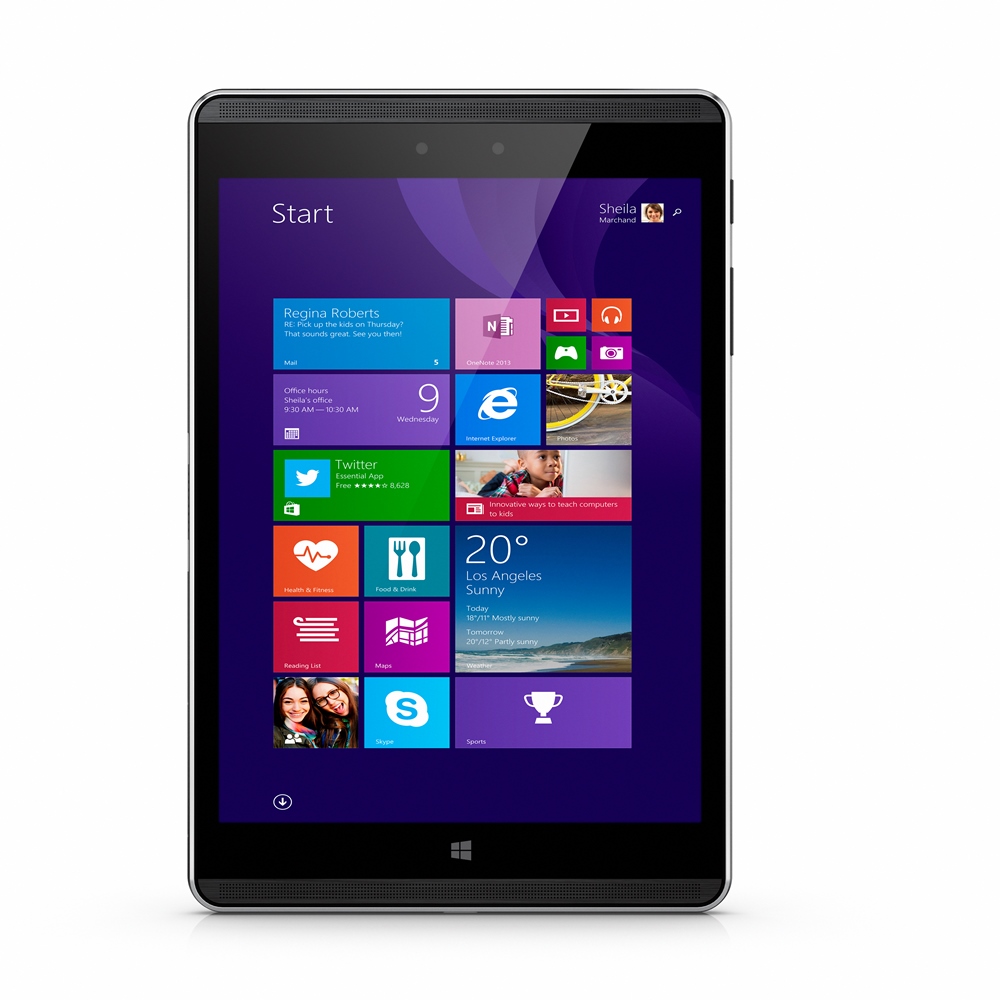 Start
Sheila
Marchand
Regina Roberts
RE: Pick up the kids on Thursday?
That sounds great. See you then!
Mail
5
N
OneNote 2013
Office hours
Sheila's office
9:30 AM — 10:30 AM
9
Wednesday
Internet Explorer
Photos
Twitter
Essential App
Free ★★★★☆ 8,628
Innovative ways to teach computers
to kids
Health & Fitness
Food & Drink
20°
Los Angeles
Sunny
Today
18°/11° Mostly sunny
Tomorrow
20°/12° Partly sunny
Weather
Reading List
Maps
S
Skype
Sports